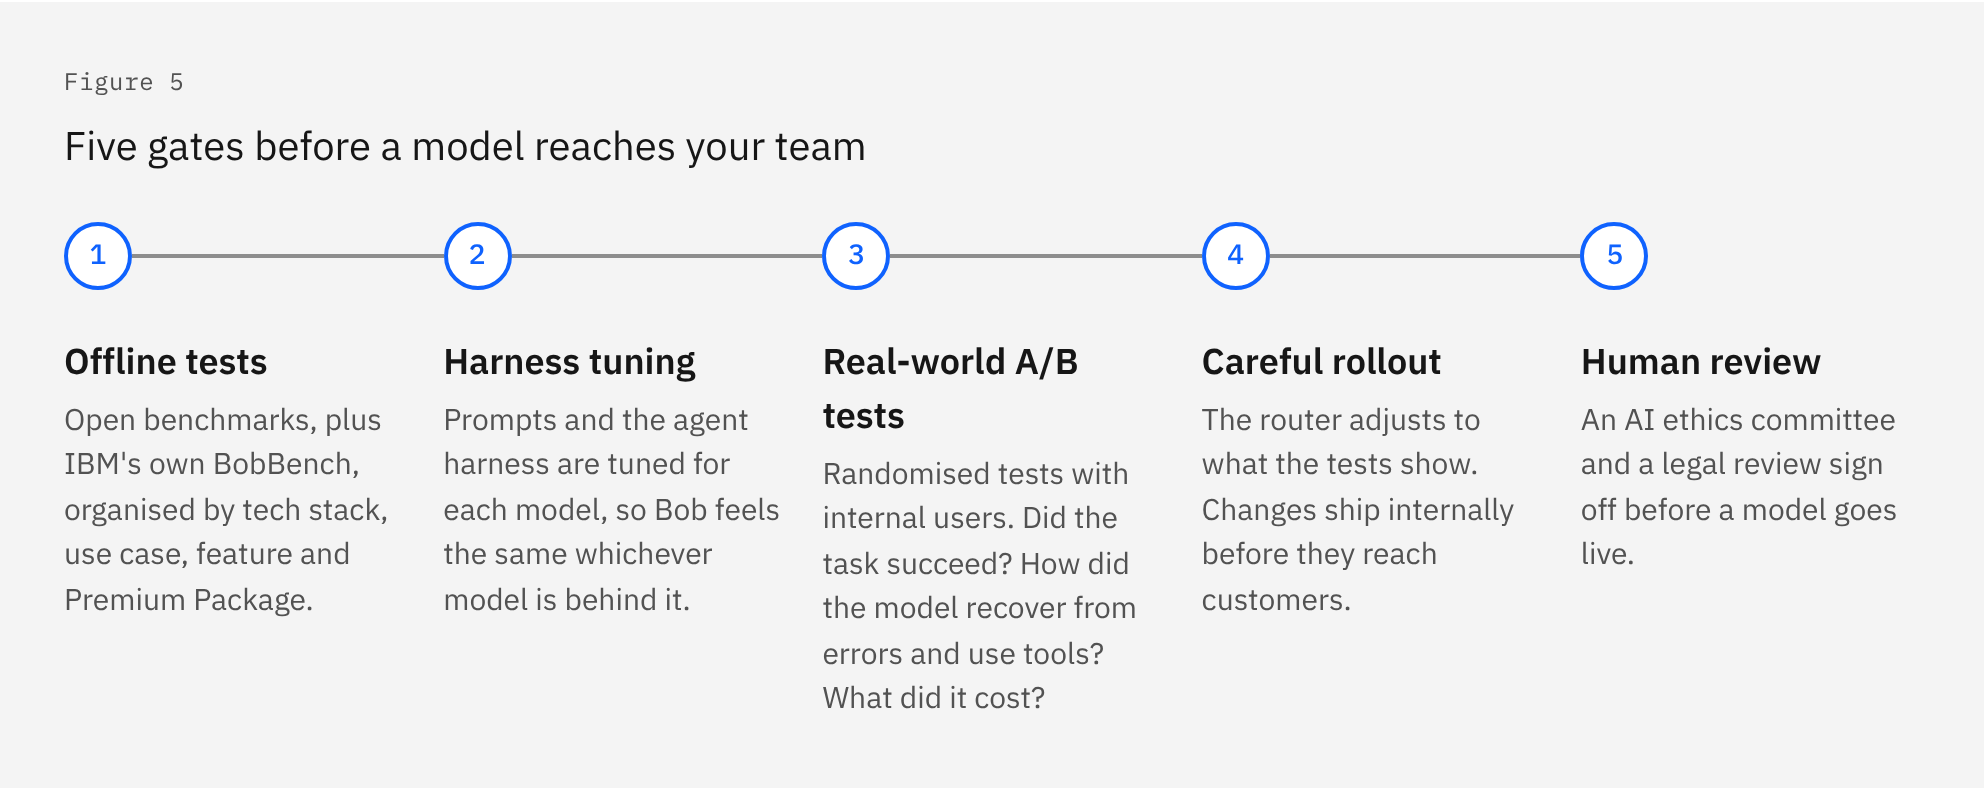 Figure 5
Five gates before a model reaches your team
1
2
3
4
5
Offline tests
Open benchmarks, plus
IBM's own BobBench,
organised by tech stack,
use case, feature and
Premium Package.
Harness tuning
Prompts and the agent
harness are tuned for
each model, so Bob feels
the same whichever
model is behind it.
Real-world A/B
tests
Randomised tests with
internal users. Did the
task succeed? How did
the model recover from
errors and use tools?
What did it cost?
Careful rollout
The router adjusts to
what the tests show.
Changes ship internally
before they reach
customers.
Human review
An AI ethics committee
and a legal review sign
off before a model goes
live.